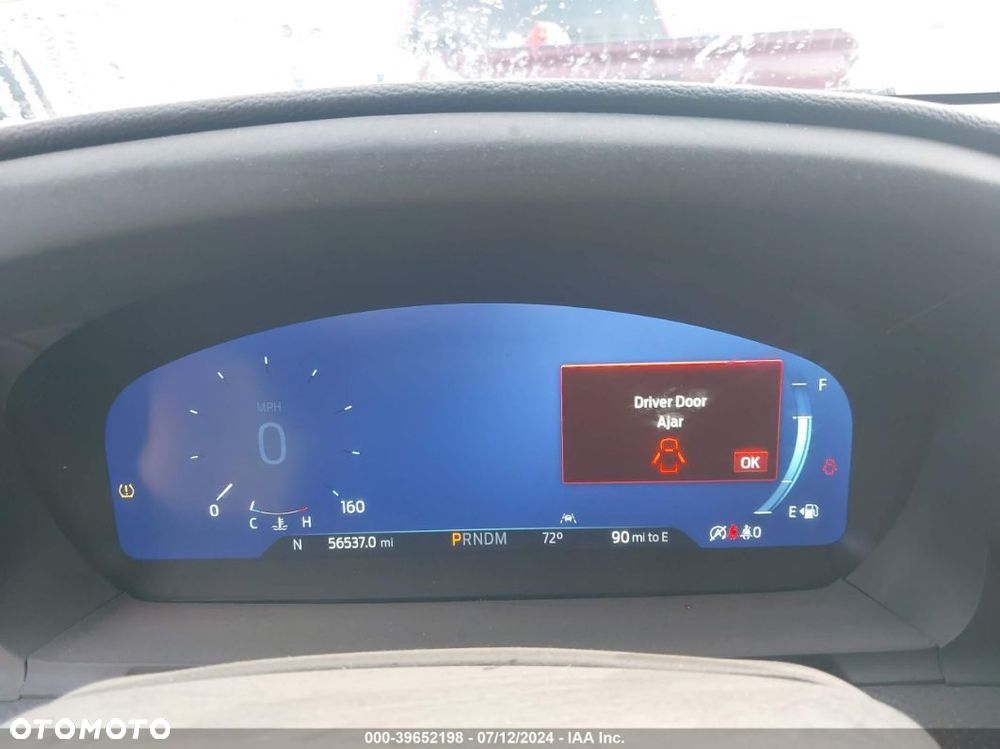 Driver Door
Ajar
OK
F
MPH
0
0
160
C
H
E
N
56537.0 mi
PRNDM
72°
90 mi to E
0
OTOMOTO
000-39652198 - 07/12/2024 - IAA Inc.